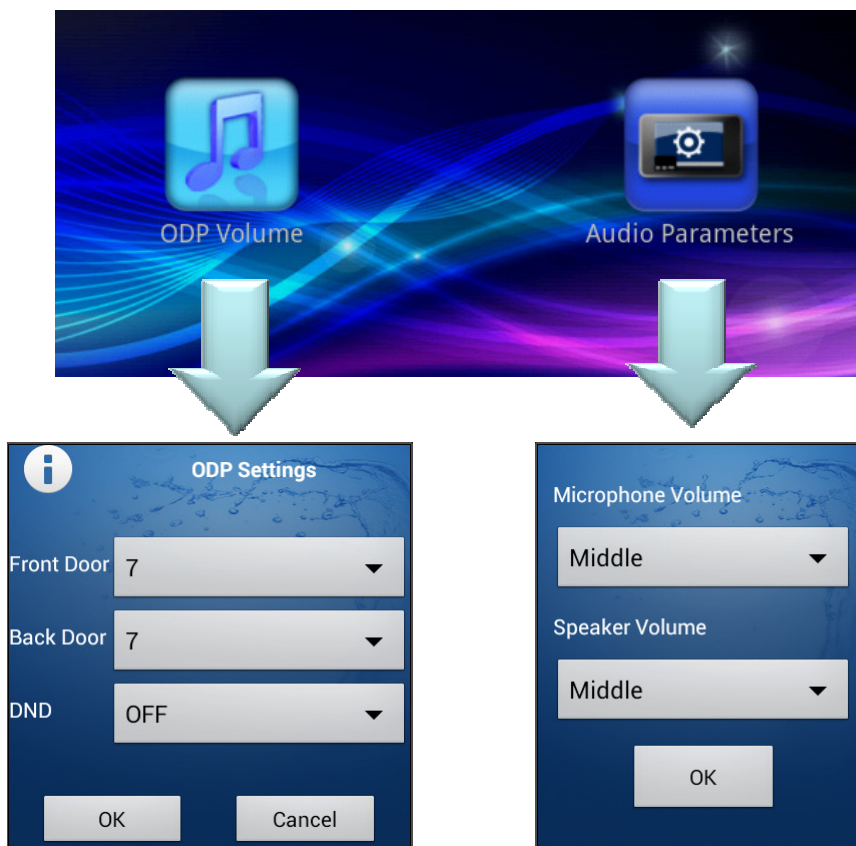 ODP Volume
Audio Parameters
ODP Settings
Front Door 7
Back Door 7
DND OFF
OK Cancel
Microphone Volume
Middle
Speaker Volume
Middle
OK